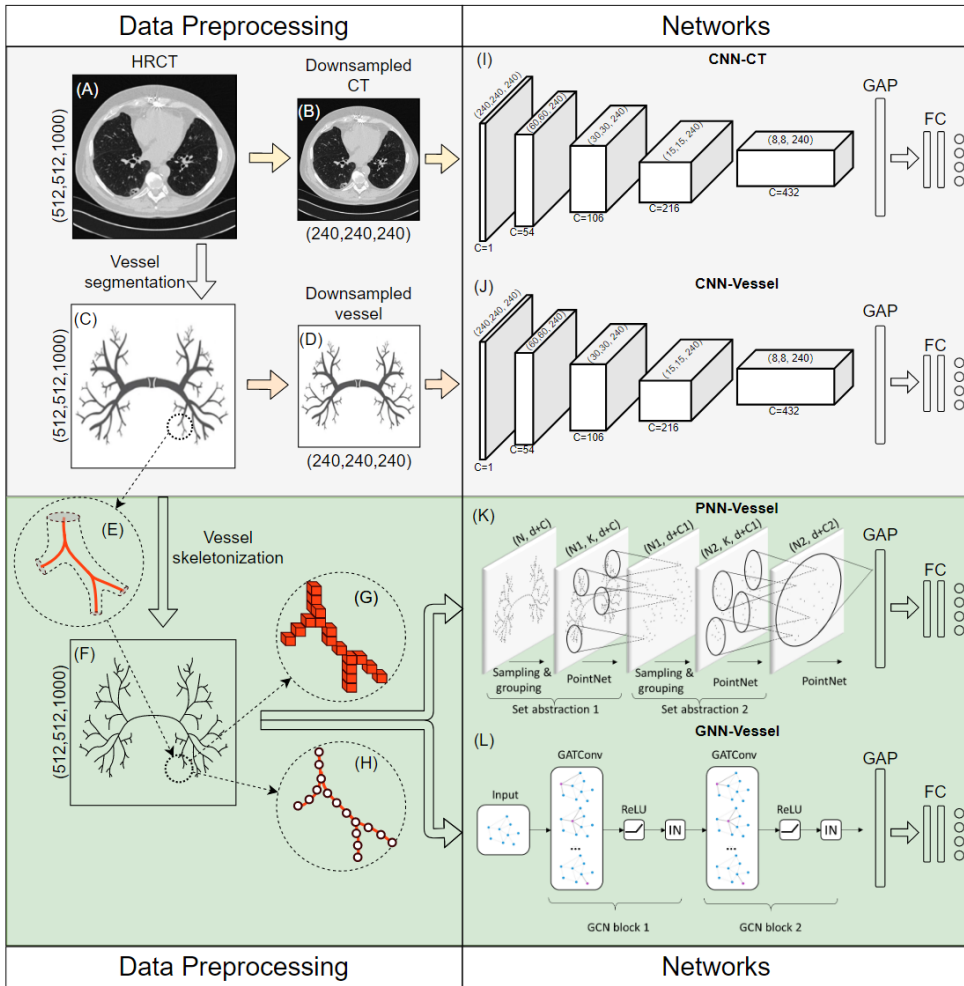 Data Preprocessing
Networks
HRCT
(A)
(512,512,1000)
Downsampled
CT
(B)
(240,240,240)
Vessel
segmentation
(C)
(512,512,1000)
Downsampled
vessel
(D)
(240,240,240)
(E)
Vessel
skeletonization
(F)
(512,512,1000)
(G)
(H)
(I)
CNN-CT
(240,240, 240)
(60,60, 240)
(30,30, 240)
(15,15, 240)
(8,8, 240)
C=1
C=54
C=106
C=216
C=432
GAP
FC
(J)
CNN-Vessel
(240,240, 240)
(60,60, 240)
(30,30, 240)
(15,15, 240)
(8,8, 240)
C=1
C=54
C=106
C=216
C=432
GAP
FC
(K)
PNN-Vessel
(N, d+C)
(N1, K, d+C)
(N1, d+C1)
(N2, K, d+C1)
(N2, d+C2)
GAP
FC
Sampling &
grouping
PointNet
Sampling &
grouping
PointNet
PointNet
Set abstraction 1
Set abstraction 2
(L)
GNN-Vessel
Input
GATConv
...
ReLU
IN
GATConv
...
ReLU
IN
GAP
FC
GCN block 1
GCN block 2
Data Preprocessing
Networks